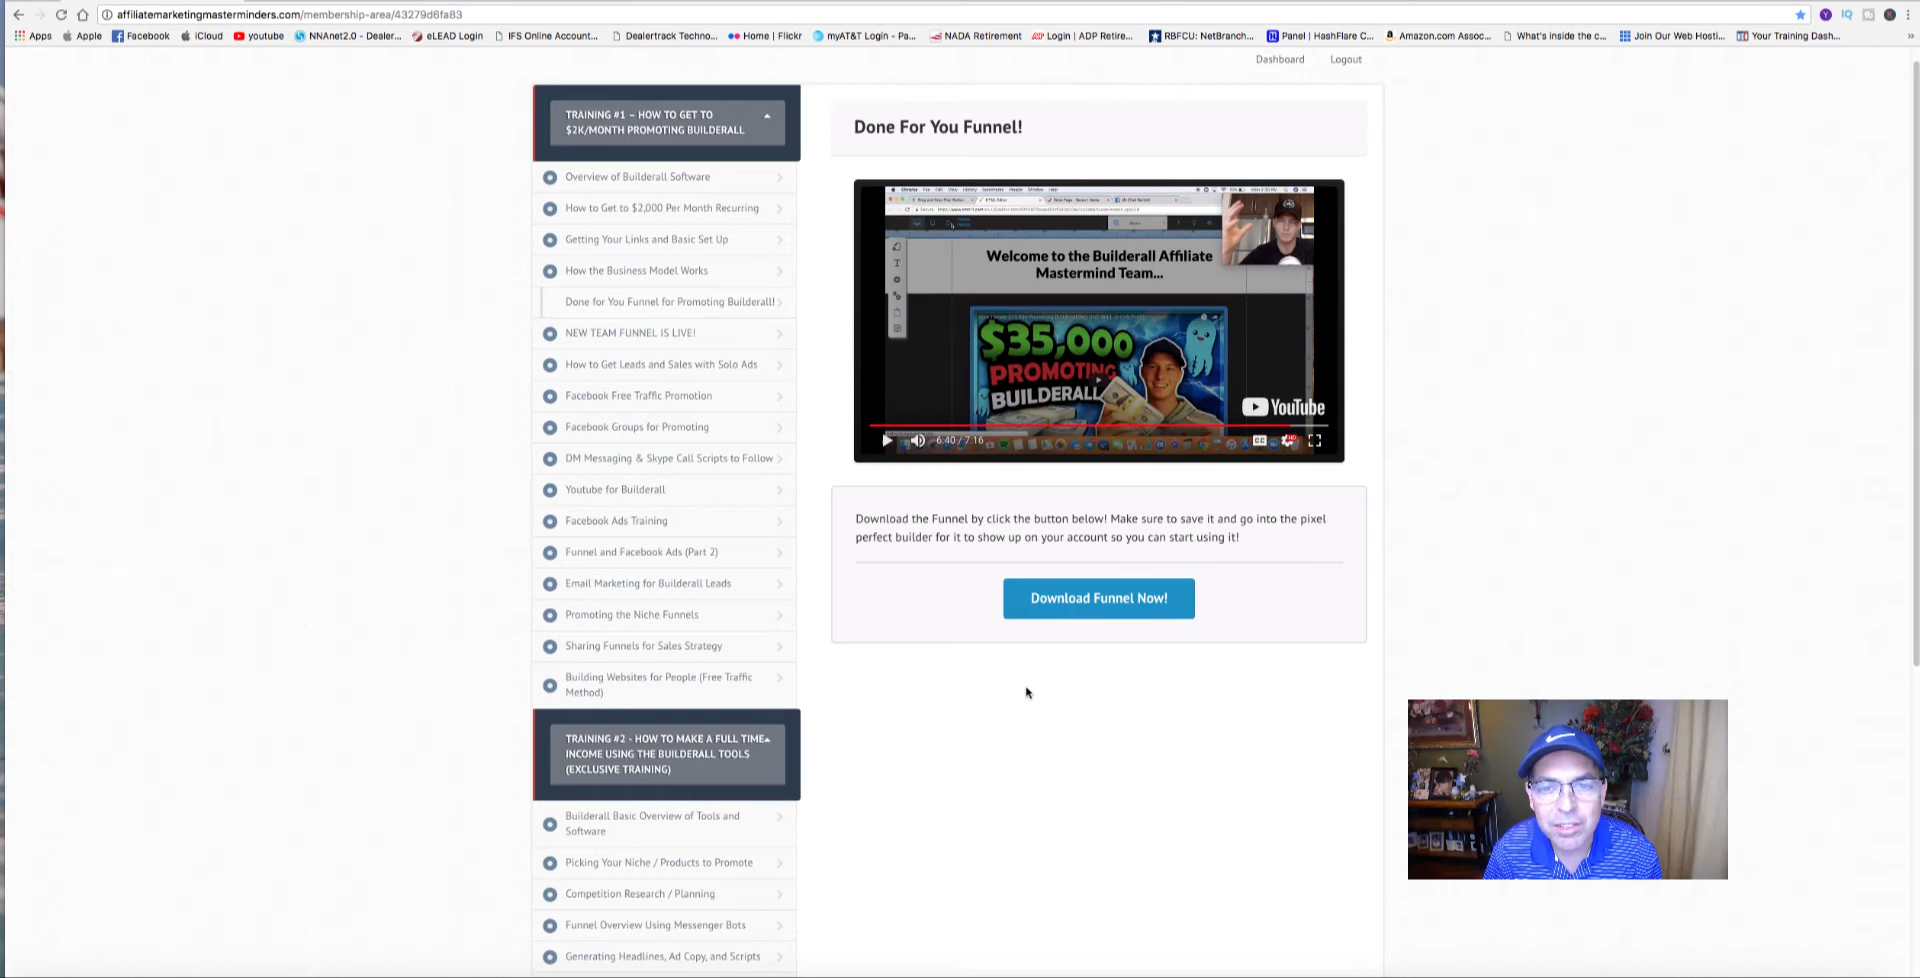 affiliatemarketingmasterminders.com/membership-area/43279d6fa83
Apps Apple Facebook iCloud youtube NNAnet2.0 - Dealer... eLEAD Login IFS Online Account... Dealertrack Techno... Home | Flickr myAT&T Login - Pa... NADA Retirement Login | ADP Retire... RBFCU: NetBranch... Panel | HashFlare C... Amazon.com Assoc... What's inside the c... Join Our Web Hosti... Your Training Dash... »
Dashboard Logout
TRAINING #1 – HOW TO GET TO
$2K/MONTH PROMOTING BUILDERALL
Overview of Builderall Software
How to Get to $2,000 Per Month Recurring
Getting Your Links and Basic Set Up
How the Business Model Works
Done for You Funnel for Promoting Builderall!
NEW TEAM FUNNEL IS LIVE!
How to Get Leads and Sales with Solo Ads
Facebook Free Traffic Promotion
Facebook Groups for Promoting
DM Messaging & Skype Call Scripts to Follow
Youtube for Builderall
Facebook Ads Training
Funnel and Facebook Ads (Part 2)
Email Marketing for Builderall Leads
Promoting the Niche Funnels
Sharing Funnels for Sales Strategy
Building Websites for People (Free Traffic
Method)
TRAINING #2 - HOW TO MAKE A FULL TIME
INCOME USING THE BUILDERALL TOOLS
(EXCLUSIVE TRAINING)
Builderall Basic Overview of Tools and
Software
Picking Your Niche / Products to Promote
Competition Research / Planning
Funnel Overview Using Messenger Bots
Generating Headlines, Ad Copy, and Scripts
Done For You Funnel!
Welcome to the Builderall Affiliate
Mastermind Team...
$35,000
PROMOTING
BUILDERALL
YouTube
6:40 / 7:16
CC
HD
Download the Funnel by click the button below! Make sure to save it and go into the pixel
perfect builder for it to show up on your account so you can start using it!
Download Funnel Now!